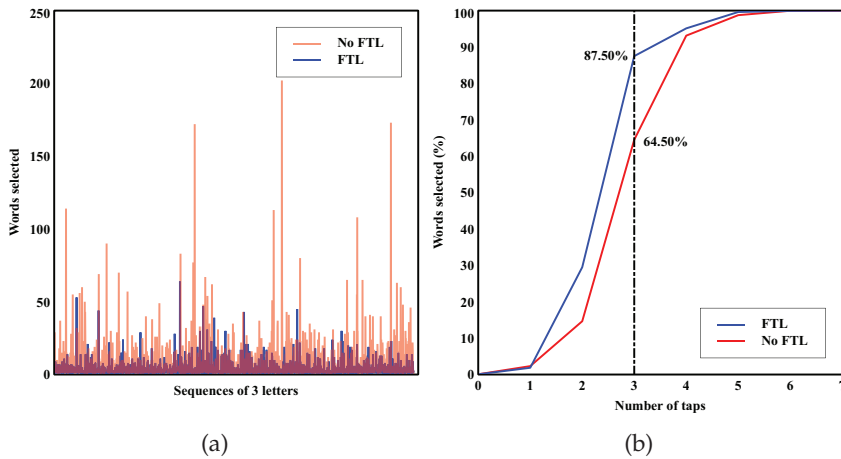 250
200
150
100
50
0
Words selected
No FTL
FTL
Sequences of 3 letters
(a)
100
90
80
70
60
50
40
30
20
10
0
Words selected (%)
87.50%
64.50%
FTL
No FTL
0 1 2 3 4 5 6 7
Number of taps
(b)